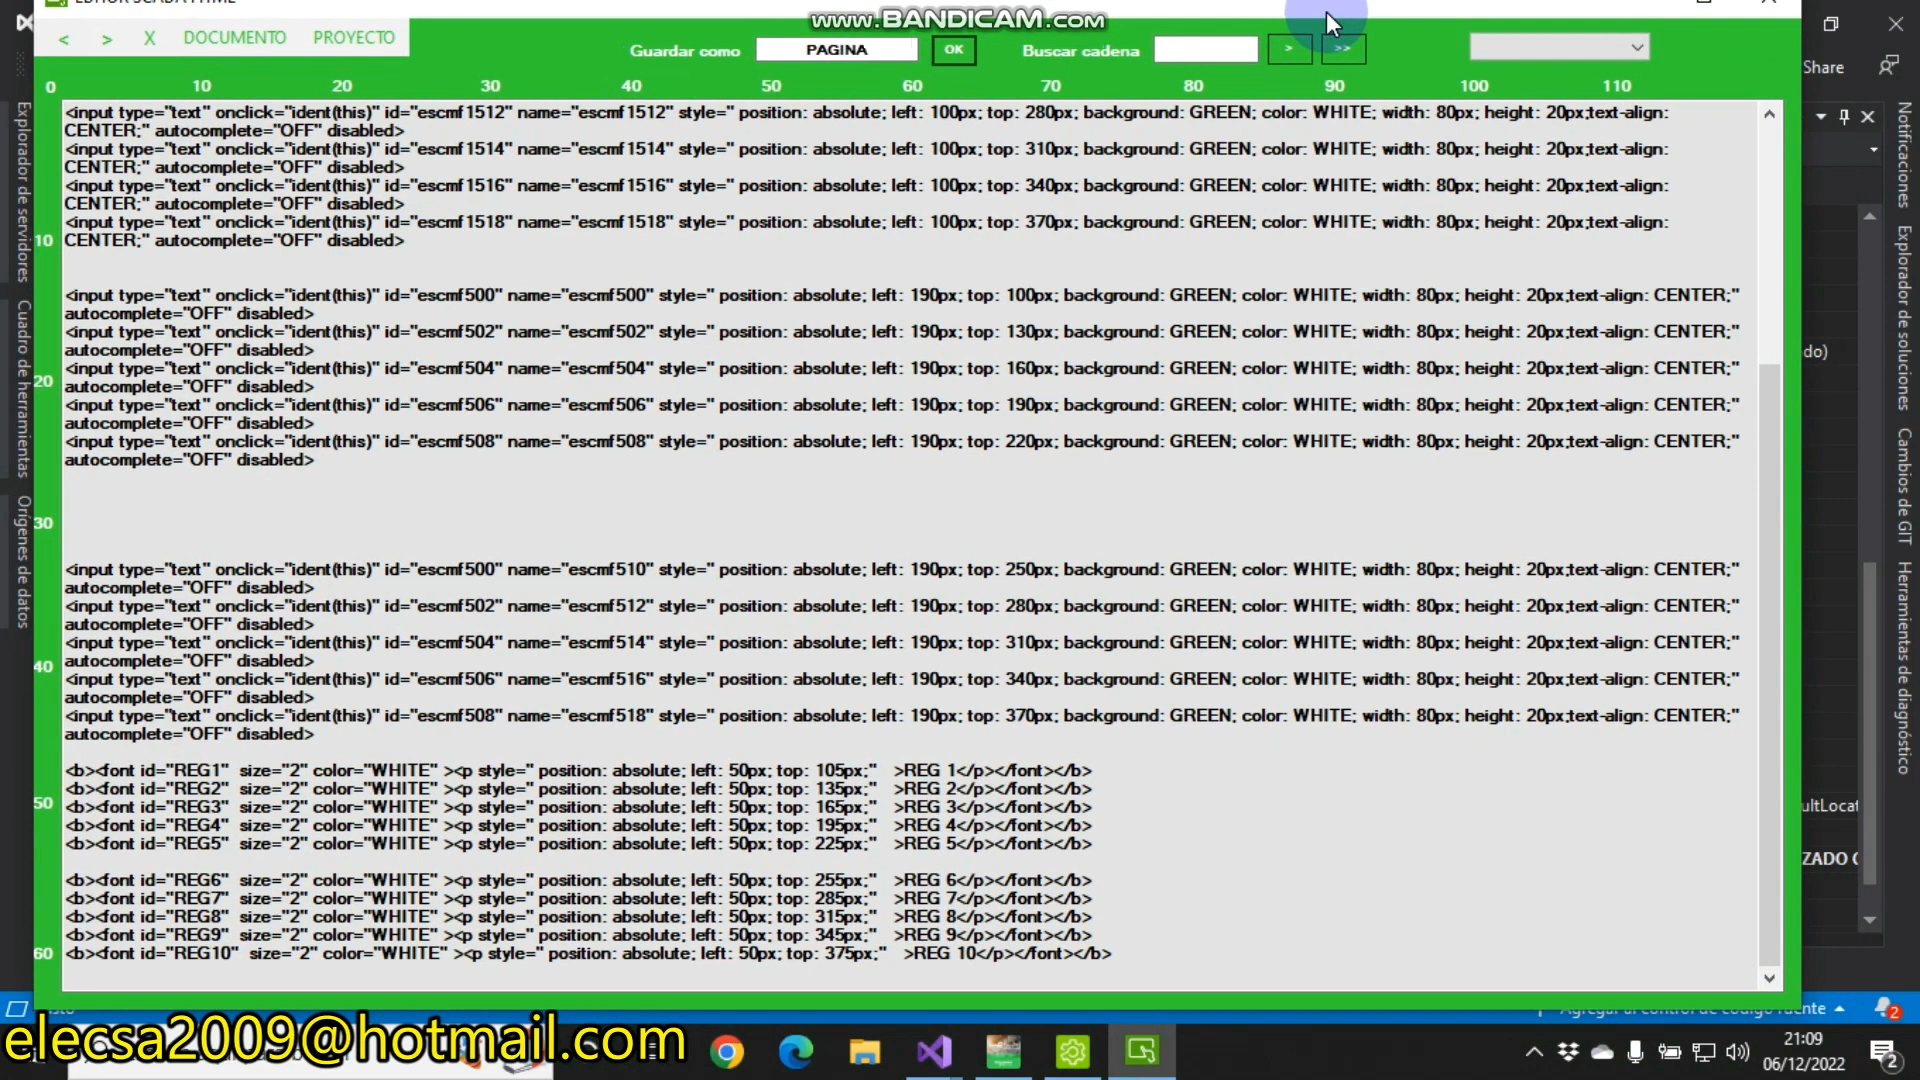 EDITOR SCADA HTML
www.BANDICAM.com
< > X DOCUMENTO PROYECTO
Guardar como PAGINA OK Buscar cadena > >>
Share
0 10 20 30 40 50 60 70 80 90 100 110
<input type="text" onclick="ident(this)" id="escmf1512" name="escmf1512" style=" position: absolute; left: 100px; top: 280px; background: GREEN; color: WHITE; width: 80px; height: 20px;text-align:
CENTER;" autocomplete="OFF" disabled>
<input type="text" onclick="ident(this)" id="escmf1514" name="escmf1514" style=" position: absolute; left: 100px; top: 310px; background: GREEN; color: WHITE; width: 80px; height: 20px;text-align:
CENTER;" autocomplete="OFF" disabled>
<input type="text" onclick="ident(this)" id="escmf1516" name="escmf1516" style=" position: absolute; left: 100px; top: 340px; background: GREEN; color: WHITE; width: 80px; height: 20px;text-align:
CENTER;" autocomplete="OFF" disabled>
<input type="text" onclick="ident(this)" id="escmf1518" name="escmf1518" style=" position: absolute; left: 100px; top: 370px; background: GREEN; color: WHITE; width: 80px; height: 20px;text-align:
10 CENTER;" autocomplete="OFF" disabled>
<input type="text" onclick="ident(this)" id="escmf500" name="escmf500" style=" position: absolute; left: 190px; top: 100px; background: GREEN; color: WHITE; width: 80px; height: 20px;text-align: CENTER;"
autocomplete="OFF" disabled>
<input type="text" onclick="ident(this)" id="escmf502" name="escmf502" style=" position: absolute; left: 190px; top: 130px; background: GREEN; color: WHITE; width: 80px; height: 20px;text-align: CENTER;"
autocomplete="OFF" disabled>
<input type="text" onclick="ident(this)" id="escmf504" name="escmf504" style=" position: absolute; left: 190px; top: 160px; background: GREEN; color: WHITE; width: 80px; height: 20px;text-align: CENTER;"
20 autocomplete="OFF" disabled>
<input type="text" onclick="ident(this)" id="escmf506" name="escmf506" style=" position: absolute; left: 190px; top: 190px; background: GREEN; color: WHITE; width: 80px; height: 20px;text-align: CENTER;"
autocomplete="OFF" disabled>
<input type="text" onclick="ident(this)" id="escmf508" name="escmf508" style=" position: absolute; left: 190px; top: 220px; background: GREEN; color: WHITE; width: 80px; height: 20px;text-align: CENTER;"
autocomplete="OFF" disabled>
30
<input type="text" onclick="ident(this)" id="escmf500" name="escmf510" style=" position: absolute; left: 190px; top: 250px; background: GREEN; color: WHITE; width: 80px; height: 20px;text-align: CENTER;"
autocomplete="OFF" disabled>
<input type="text" onclick="ident(this)" id="escmf502" name="escmf512" style=" position: absolute; left: 190px; top: 280px; background: GREEN; color: WHITE; width: 80px; height: 20px;text-align: CENTER;"
autocomplete="OFF" disabled>
<input type="text" onclick="ident(this)" id="escmf504" name="escmf514" style=" position: absolute; left: 190px; top: 310px; background: GREEN; color: WHITE; width: 80px; height: 20px;text-align: CENTER;"
40 autocomplete="OFF" disabled>
<input type="text" onclick="ident(this)" id="escmf506" name="escmf516" style=" position: absolute; left: 190px; top: 340px; background: GREEN; color: WHITE; width: 80px; height: 20px;text-align: CENTER;"
autocomplete="OFF" disabled>
<input type="text" onclick="ident(this)" id="escmf508" name="escmf518" style=" position: absolute; left: 190px; top: 370px; background: GREEN; color: WHITE; width: 80px; height: 20px;text-align: CENTER;"
autocomplete="OFF" disabled>
<b><font id="REG1" size="2" color="WHITE" ><p style=" position: absolute; left: 50px; top: 105px;" >REG 1</p></font></b>
<b><font id="REG2" size="2" color="WHITE" ><p style=" position: absolute; left: 50px; top: 135px;" >REG 2</p></font></b>
50 <b><font id="REG3" size="2" color="WHITE" ><p style=" position: absolute; left: 50px; top: 165px;" >REG 3</p></font></b>
<b><font id="REG4" size="2" color="WHITE" ><p style=" position: absolute; left: 50px; top: 195px;" >REG 4</p></font></b>
<b><font id="REG5" size="2" color="WHITE" ><p style=" position: absolute; left: 50px; top: 225px;" >REG 5</p></font></b>
<b><font id="REG6" size="2" color="WHITE" ><p style=" position: absolute; left: 50px; top: 255px;" >REG 6</p></font></b>
<b><font id="REG7" size="2" color="WHITE" ><p style=" position: absolute; left: 50px; top: 285px;" >REG 7</p></font></b>
<b><font id="REG8" size="2" color="WHITE" ><p style=" position: absolute; left: 50px; top: 315px;" >REG 8</p></font></b>
<b><font id="REG9" size="2" color="WHITE" ><p style=" position: absolute; left: 50px; top: 345px;" >REG 9</p></font></b>
60 <b><font id="REG10" size="2" color="WHITE" ><p style=" position: absolute; left: 50px; top: 375px;" >REG 10</p></font></b>
Explorador de servidores
Cuadro de herramientas
Orígenes de datos
Notificaciones
Explorador de soluciones
Cambios de GIT
Herramientas de diagnóstico
do)
ultLocat
ZADO
Agregar al control de código fuente
2
elecsa2009@hotmail.com
21:09
06/12/2022
2